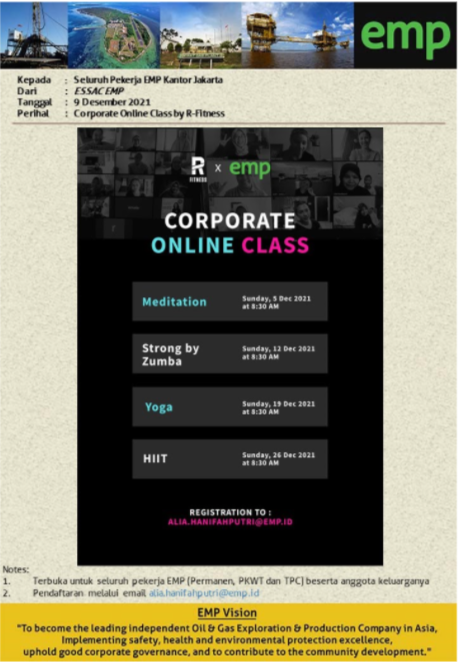 emp
Kepada : Seluruh Pekerja EMP Kantor Jakarta
Dari : ESSAC EMP
Tanggal : 9 Desember 2021
Perihal : Corporate Online Class by R-Fitness
R FITNESS x emp
CORPORATE
ONLINE CLASS
Meditation
Sunday, 5 Dec 2021
at 8:30 AM
Strong by
Zumba
Sunday, 12 Dec 2021
at 8:30 AM
Yoga
Sunday, 19 Dec 2021
at 8:30 AM
HIIT
Sunday, 26 Dec 2021
at 8:30 AM
REGISTRATION TO :
ALIA.HANIFAHPUTRI@EMP.ID
Notes:
1. Terbuka untuk seluruh pekerja EMP (Permanen, PKWT dan TPC) beserta anggota keluarganya
2. Pendaftaran melalui email alia.hanifahputri@emp.id
EMP Vision
"To become the leading independent Oil & Gas Exploration & Production Company in Asia,
Implementing safety, health and environmental protection excellence,
uphold good corporate governance, and to contribute to the community development."